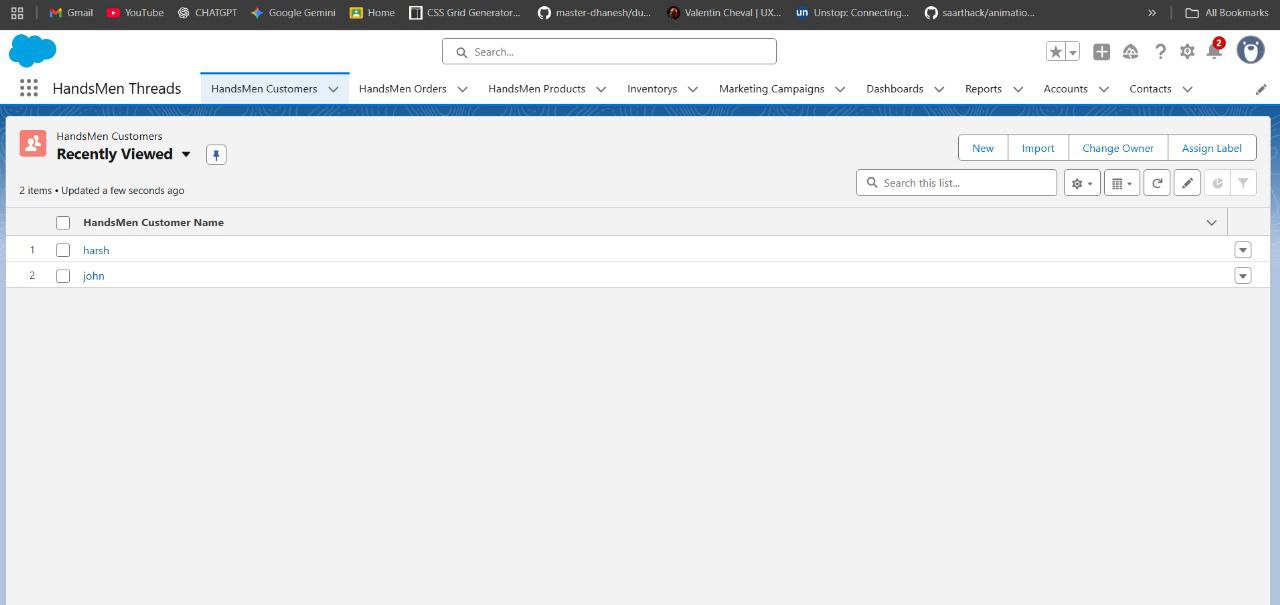 Gmail YouTube CHATGPT Google Gemini Home CSS Grid Generator... master-dhanesh/du... Valentin Cheval | UX... un Unstop: Connecting... saarthack/animatio... » All Bookmarks
Search...
2
HandsMen Threads HandsMen Customers HandsMen Orders HandsMen Products Inventorys Marketing Campaigns Dashboards Reports Accounts Contacts
HandsMen Customers
Recently Viewed
New Import Change Owner Assign Label
2 items • Updated a few seconds ago
Search this list...
HandsMen Customer Name
1 harsh
2 john